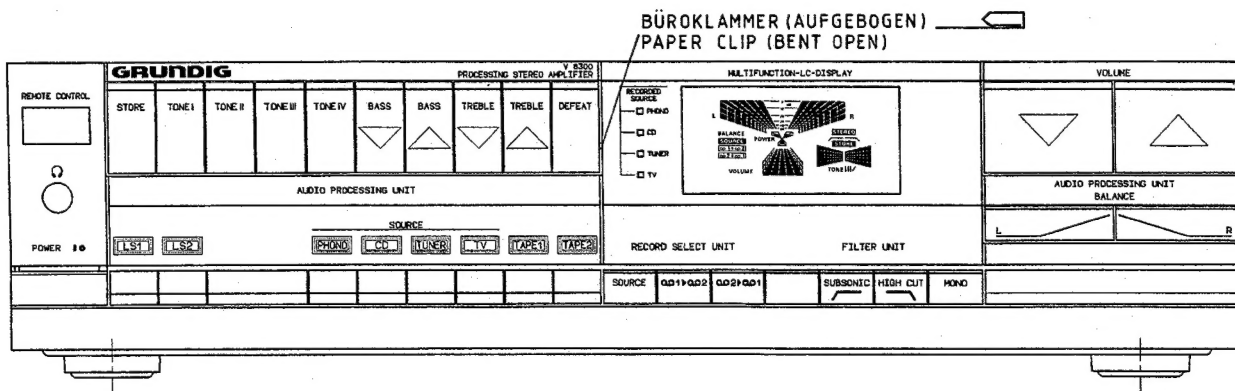 BÜROKLAMMER (AUFGEBOGEN)
PAPER CLIP (BENT OPEN)
GRUNDIG
V 8300
PROCESSING STEREO AMPLIFIER
MULTIFUNCTION-LC-DISPLAY
VOLUME
REMOTE CONTROL
STORE TONE I TONE II TONE III TONE IV BASS BASS TREBLE TREBLE DEFEAT
RECORDED
SOURCE
PHONO
CD
TUNER
TV
L R
BALANCE
POWER
STEREO
SOURCE
STORE
VOLUME
TONE III
AUDIO PROCESSING UNIT
AUDIO PROCESSING UNIT
BALANCE
L R
SOURCE
POWER
LS1 LS2 PHONO CD TUNER TV TAPE1 TAPE2
RECORD SELECT UNIT
FILTER UNIT
SOURCE SUBSONIC HIGH CUT MONO